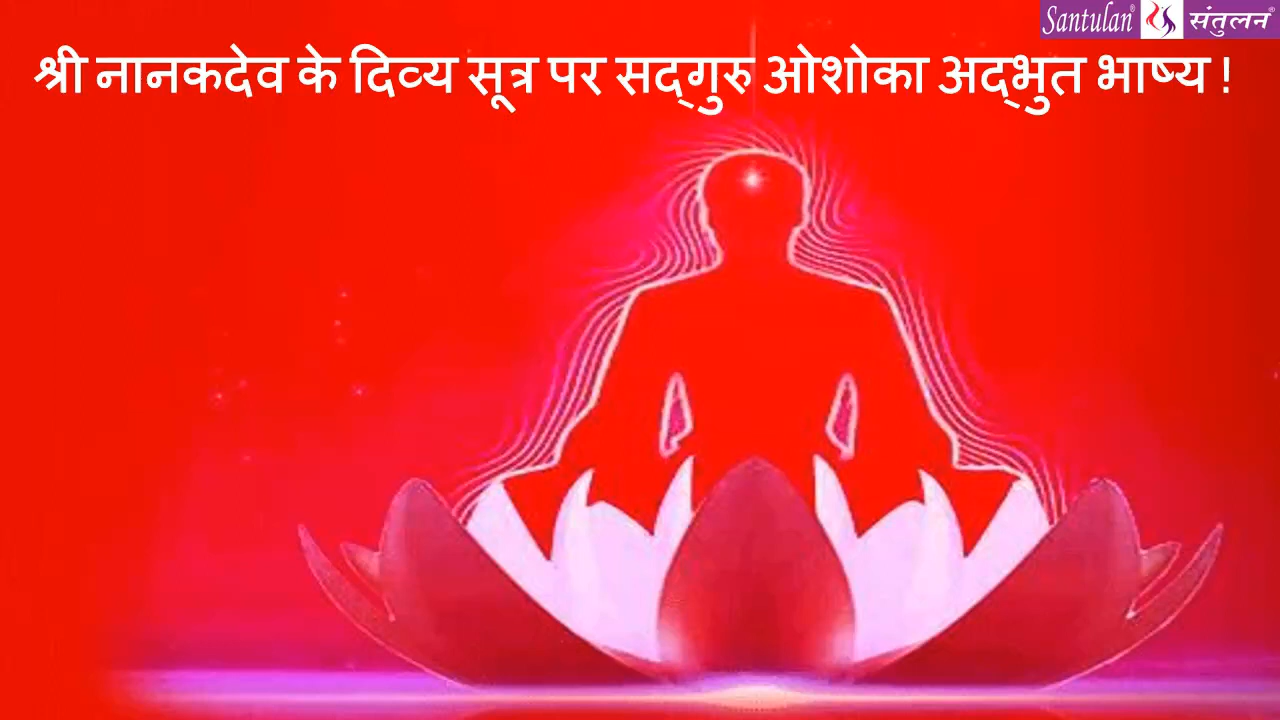 Santulan® संतुलन®
श्री नानकदेव के दिव्य सूत्र पर सद्‌गुरु ओशोका अद्‌भुत भाष्य !